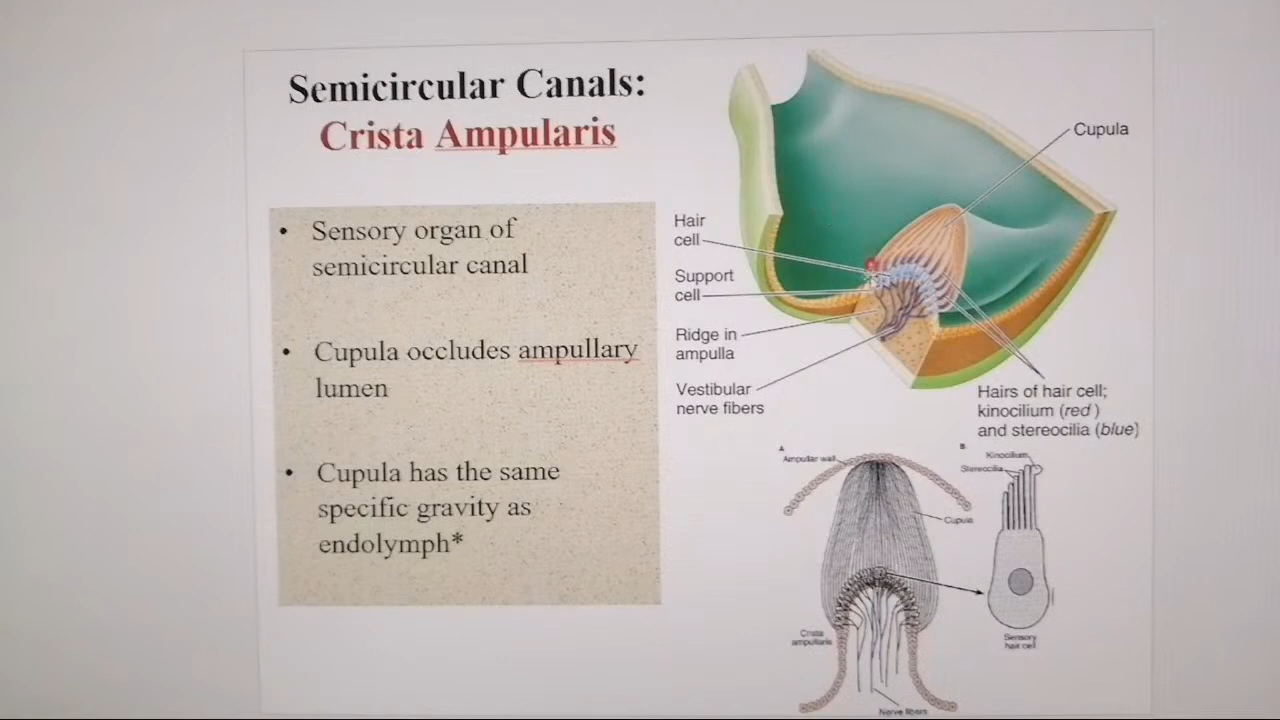 Semicircular Canals:
Crista Ampularis
• Sensory organ of
semicircular canal
• Cupula occludes ampullary
lumen
• Cupula has the same
specific gravity as
endolymph*
Cupula
Hair
cell
Support
cell
Ridge in
ampulla
Vestibular
nerve fibers
Hairs of hair cell;
kinocilium (red)
and stereocilia (blue)
A
Ampullar wall
Cupula
Crista
ampullaris
Nerve fibers
B
Kinocilium
Stereocilia
Sensory
hair cell